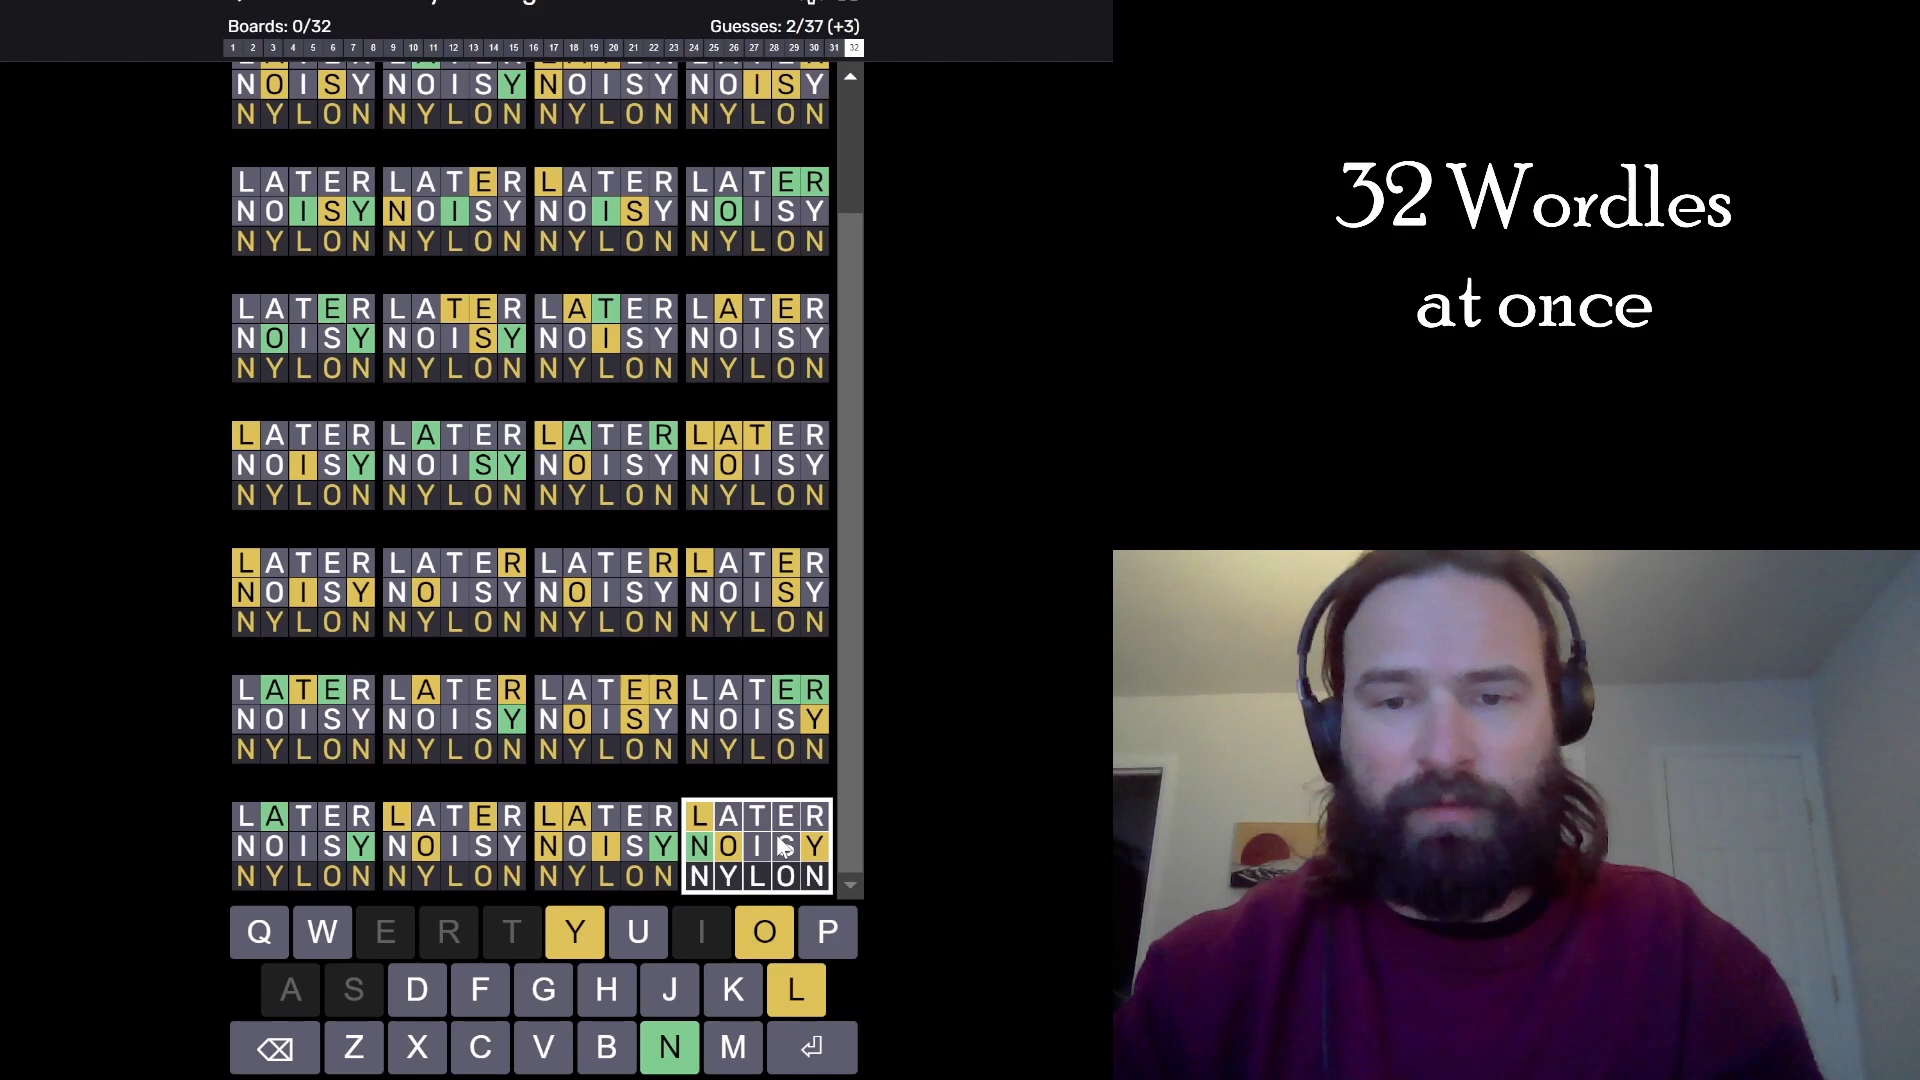 Boards: 0/32 Guesses: 2/37 (+3)
1 2 3 4 5 6 7 8 9 10 11 12 13 14 15 16 17 18 19 20 21 22 23 24 25 26 27 28 29 30 31 32
NOISY NOISY NOISY NOISY
NYLON NYLON NYLON NYLON
LATER LATER LATER LATER
NOISY NOISY NOISY NOISY
NYLON NYLON NYLON NYLON
LATER LATER LATER LATER
NOISY NOISY NOISY NOISY
NYLON NYLON NYLON NYLON
LATER LATER LATER LATER
NOISY NOISY NOISY NOISY
NYLON NYLON NYLON NYLON
LATER LATER LATER LATER
NOISY NOISY NOISY NOISY
NYLON NYLON NYLON NYLON
LATER LATER LATER LATER
NOISY NOISY NOISY NOISY
NYLON NYLON NYLON NYLON
LATER LATER LATER LATER
NOISY NOISY NOISY NOISY
NYLON NYLON NYLON NYLON
Q W E R T Y U I O P
A S D F G H J K L
Z X C V B N M
32 Wordles
at once